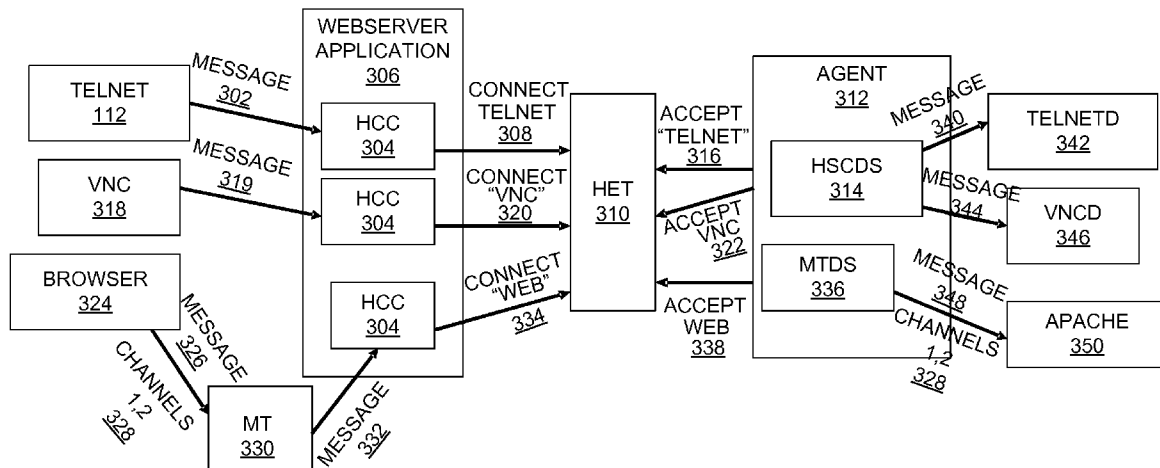 TELNET
112
MESSAGE
302
VNC
318
MESSAGE
319
BROWSER
324
MESSAGE
326
CHANNELS
1,2
328
MT
330
MESSAGE
332
WEBSERVER
APPLICATION
306
HCC
304
HCC
304
HCC
304
CONNECT
TELNET
308
CONNECT
"VNC"
320
CONNECT
"WEB"
334
HET
310
ACCEPT
"TELNET"
316
ACCEPT
VNC
322
ACCEPT
WEB
338
AGENT
312
HSCDS
314
MTDS
336
MESSAGE
340
TELNETD
342
MESSAGE
344
VNCD
346
MESSAGE
348
CHANNELS
1,2
328
APACHE
350